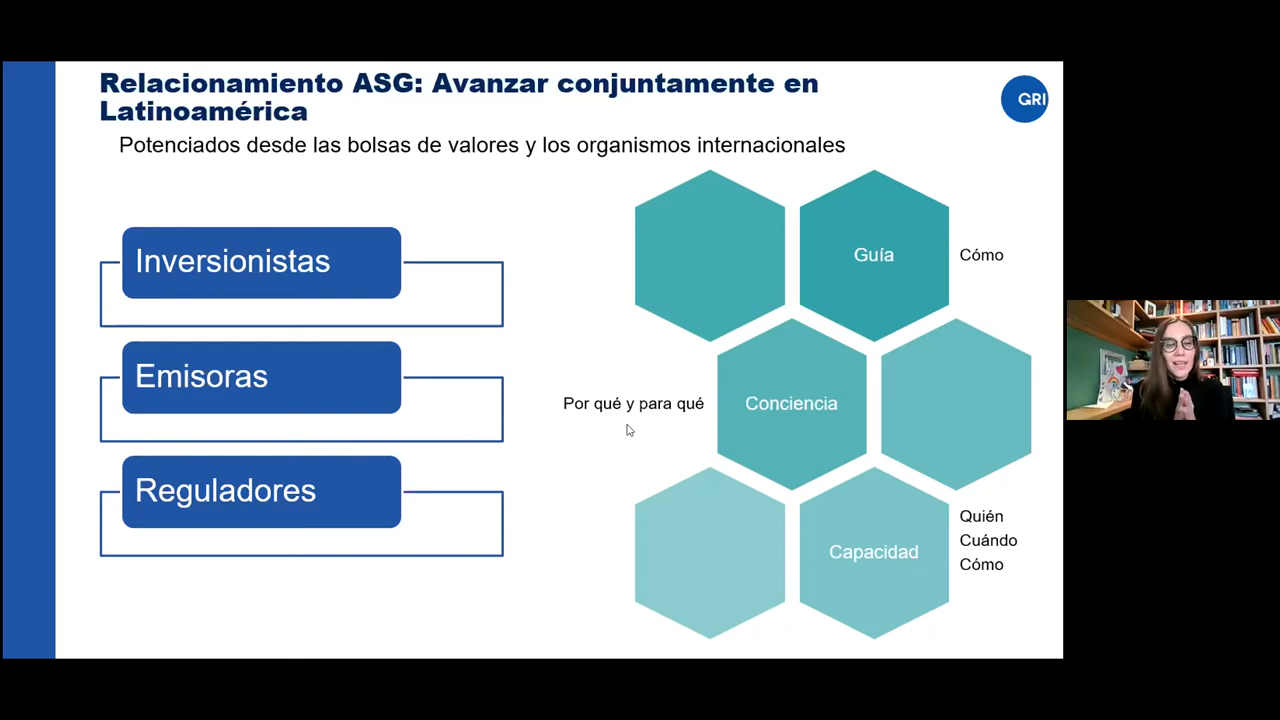 Relacionamiento ASG: Avanzar conjuntamente en
Latinoamérica
GRI
Potenciados desde las bolsas de valores y los organismos internacionales
Inversionistas
Emisoras
Reguladores
Guía
Cómo
Por qué y para qué
Conciencia
Capacidad
Quién
Cuándo
Cómo